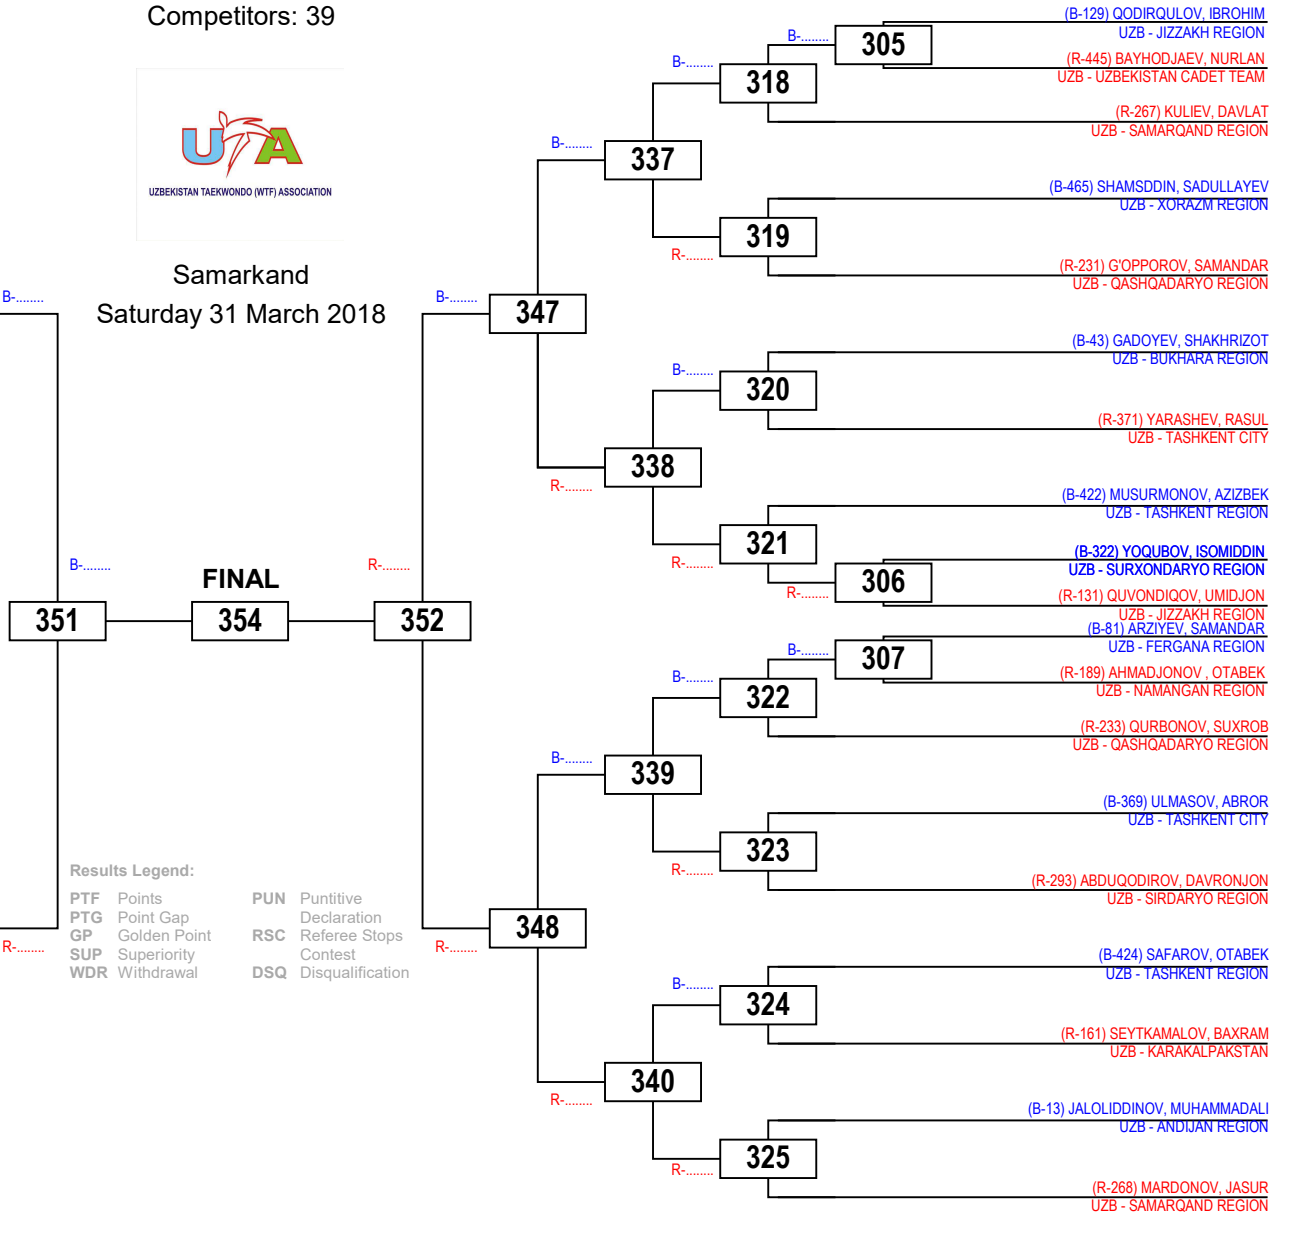 Competitors: 39
UTA
UZBEKISTAN TAEKWONDO (WTF) ASSOCIATION
Samarkand
Saturday 31 March 2018
B-........
R-........
B-........
351
FINAL
354
R-........
352
B-........
R-........
347
348
B-........
337
R-........
338
B-........
339
R-........
340
B-........
318
R-........
319
B-........
320
R-........
321
B-........
322
R-........
323
B-........
324
R-........
325
B-........
305
R-........
306
B-........
307
(B-129) QODIRQULOV, IBROHIM
UZB - JIZZAKH REGION
(R-445) BAYHODJAEV, NURLAN
UZB - UZBEKISTAN CADET TEAM
(R-267) KULIEV, DAVLAT
UZB - SAMARQAND REGION
(B-465) SHAMSDDIN, SADULLAYEV
UZB - XORAZM REGION
(R-231) G'OPPOROV, SAMANDAR
UZB - QASHQADARYO REGION
(B-43) GADOYEV, SHAKHRIZOT
UZB - BUKHARA REGION
(R-371) YARASHEV, RASUL
UZB - TASHKENT CITY
(B-422) MUSURMONOV, AZIZBEK
UZB - TASHKENT REGION
(B-322) YOQUBOV, ISOMIDDIN
UZB - SURXONDARYO REGION
(R-131) QUVONDIQOV, UMIDJON
UZB - JIZZAKH REGION
(B-81) ARZIYEV, SAMANDAR
UZB - FERGANA REGION
(R-189) AHMADJONOV , OTABEK
UZB - NAMANGAN REGION
(R-233) QURBONOV, SUXROB
UZB - QASHQADARYO REGION
(B-369) ULMASOV, ABROR
UZB - TASHKENT CITY
(R-293) ABDUQODIROV, DAVRONJON
UZB - SIRDARYO REGION
(B-424) SAFAROV, OTABEK
UZB - TASHKENT REGION
(R-161) SEYTKAMALOV, BAXRAM
UZB - KARAKALPAKSTAN
(B-13) JALOLIDDINOV, MUHAMMADALI
UZB - ANDIJAN REGION
(R-268) MARDONOV, JASUR
UZB - SAMARQAND REGION
Results Legend:
PTF Points
PTG Point Gap
GP Golden Point
SUP Superiority
WDR Withdrawal
PUN Puntitive
Declaration
RSC Referee Stops
Contest
DSQ Disqualification